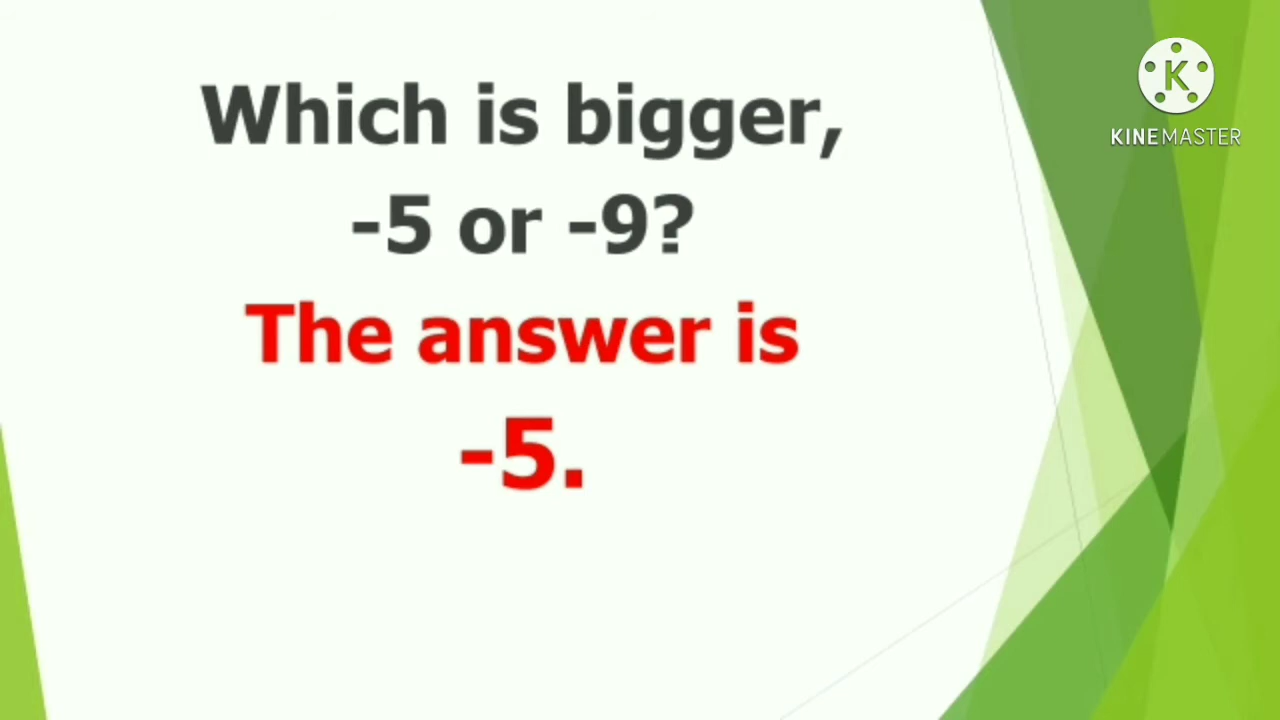 Which is bigger,
-5 or -9?
The answer is
-5.
K
KINEMASTER